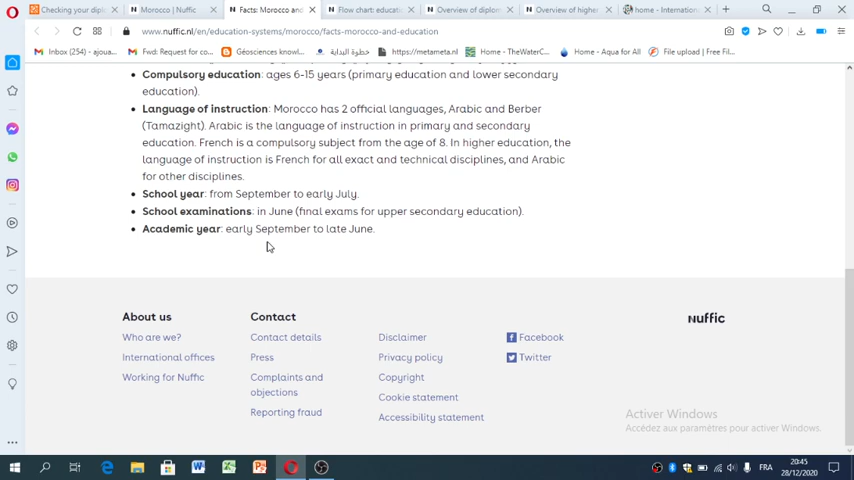 Checking your diplo
Morocco | Nuffic
Facts: Morocco and
Flow chart: educati
Overview of diplom
Overview of higher
home - Internation
www.nuffic.nl/en/education-systems/morocco/facts-morocco-and-education
Inbox (254) - ajoua...
Fwd: Request for co...
Géosciences knowl...
خطوة البداية
https://metameta.nl
Home - TheWaterC...
Home - Aqua for All
File upload | Free Fil...
Compulsory education: ages 6-15 years (primary education and lower secondary
education).
Language of instruction: Morocco has 2 official languages, Arabic and Berber
(Tamazight). Arabic is the language of instruction in primary and secondary
education. French is a compulsory subject from the age of 8. In higher education, the
language of instruction is French for all exact and technical disciplines, and Arabic
for other disciplines.
School year: from September to early July.
School examinations: in June (final exams for upper secondary education).
Academic year: early September to late June.
About us
Who are we?
International offices
Working for Nuffic
Contact
Contact details
Press
Complaints and
objections
Reporting fraud
Disclaimer
Privacy policy
Copyright
Cookie statement
Accessibility statement
Facebook
Twitter
nuffic
Activer Windows
Accédez aux paramètres pour activer Windows.
FRA
20:45
28/12/2020